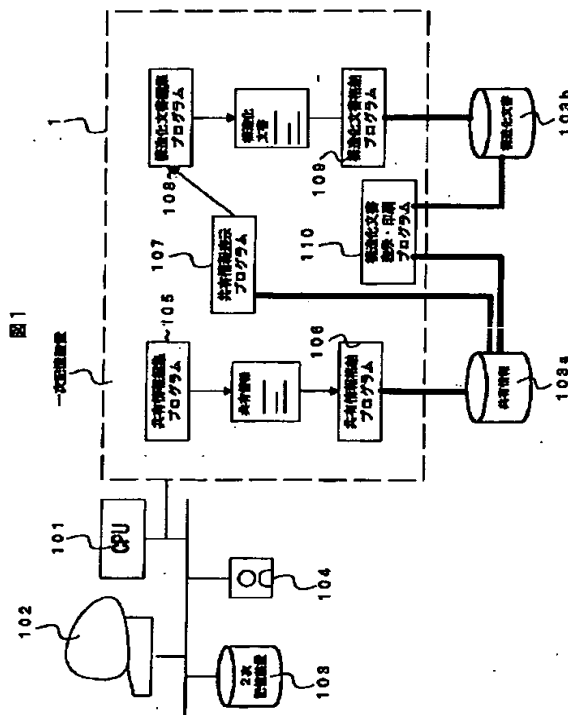 図1
一次記憶装置
1
102
101
CPU
2次
記憶装置
103
104
共有情報編集
プログラム
105
共有情報
共有情報格納
プログラム
106
共有情報
103a
共有情報表示
プログラム
107
構造化文書編集
プログラム
108
構造化
文書
構造化文書格納
プログラム
109
構造化文書
表示・印刷
プログラム
110
構造化文書
103b